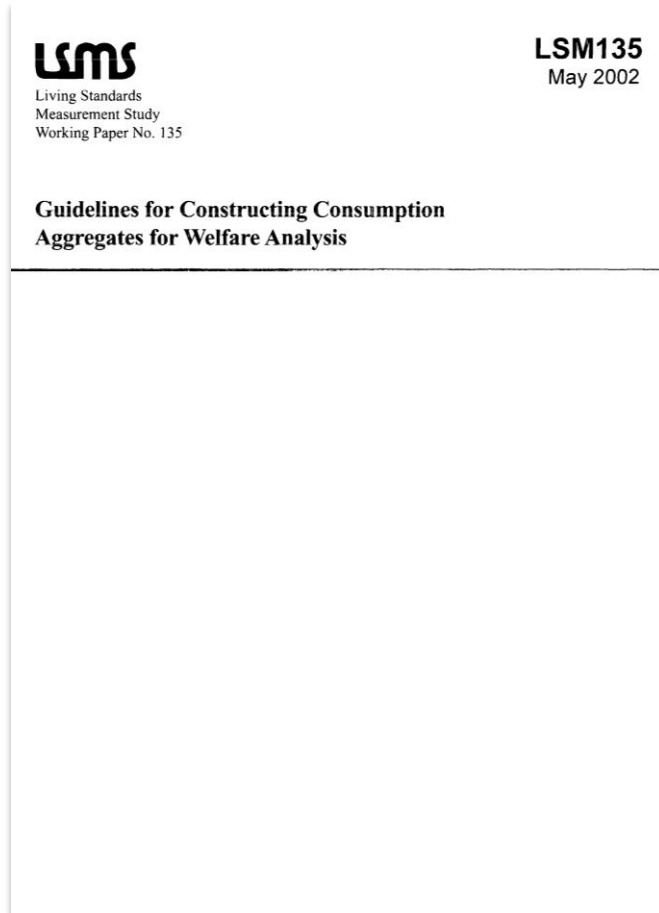 LSMS
Living Standards
Measurement Study
Working Paper No. 135
LSM135
May 2002
Guidelines for Constructing Consumption
Aggregates for Welfare Analysis